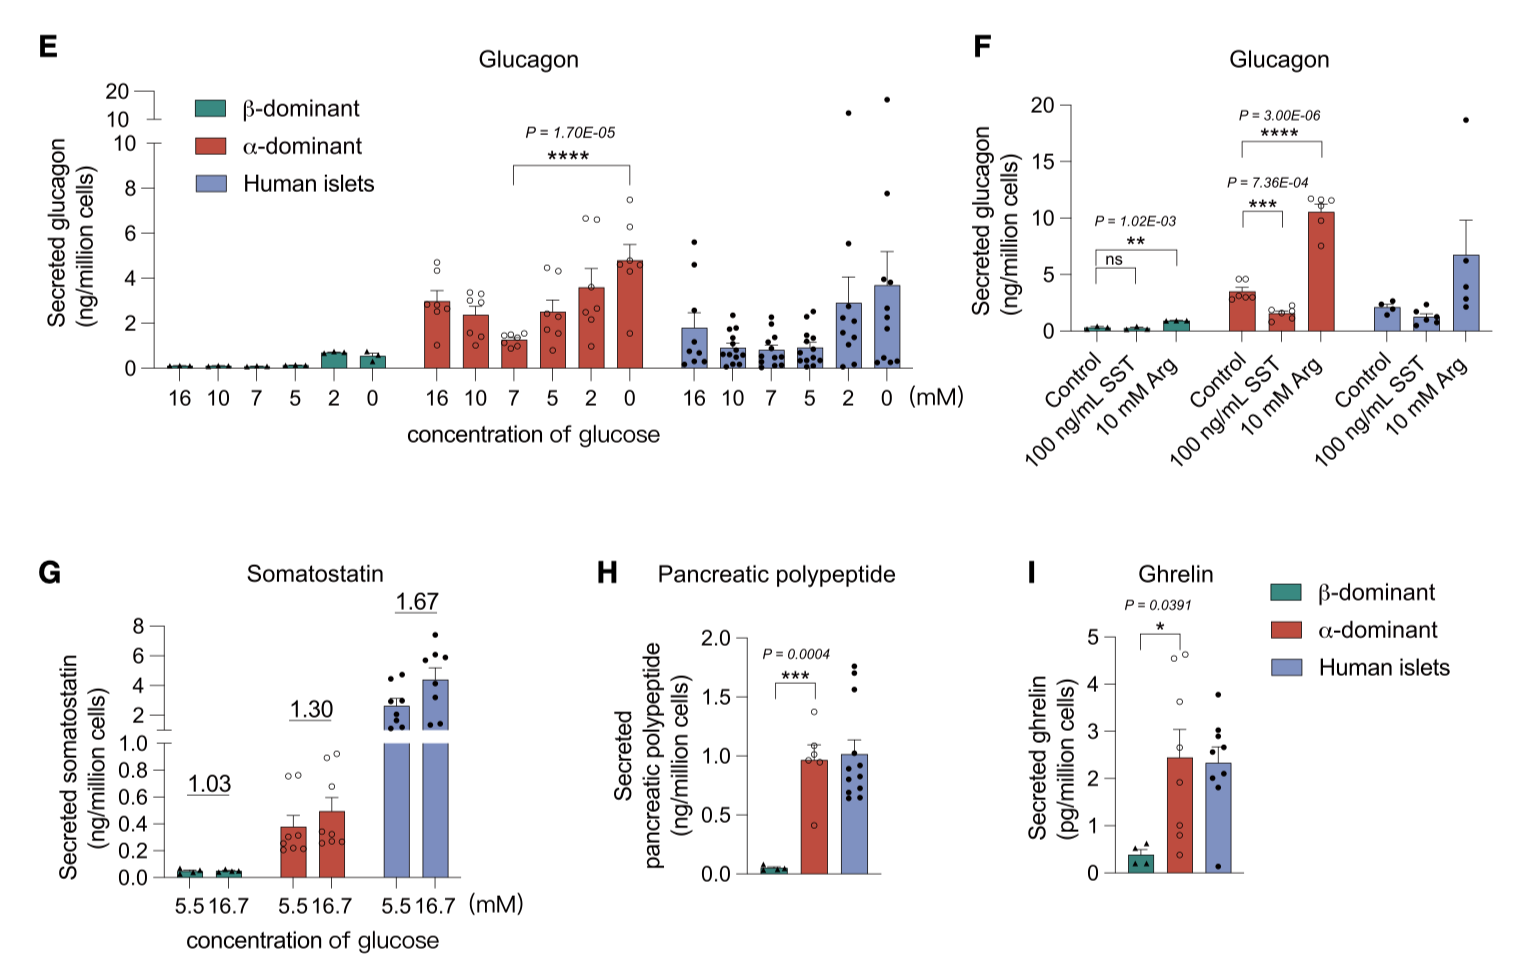 E
Glucagon
β-dominant
α-dominant
Human islets
Secreted glucagon
(ng/million cells)
20
10
10
8
6
4
2
0
P = 1.70E-05
****
16 10 7 5 2 0 16 10 7 5 2 0 16 10 7 5 2 0 (mM)
concentration of glucose
F
Glucagon
Secreted glucagon
(ng/million cells)
20
15
10
5
0
P = 1.02E-03
**
ns
P = 3.00E-06
****
P = 7.36E-04
***
Control
100 ng/mL SST
10 mM Arg
Control
100 ng/mL SST
10 mM Arg
Control
100 ng/mL SST
10 mM Arg
G
Somatostatin
Secreted somatostatin
(ng/million cells)
8
6
4
2
1.0
0.8
0.6
0.4
0.2
0.0
1.03
1.30
1.67
5.5 16.7 5.5 16.7 5.5 16.7 (mM)
concentration of glucose
H
Pancreatic polypeptide
Secreted
pancreatic polypeptide
(ng/million cells)
2.0
1.5
1.0
0.5
0.0
P = 0.0004
***
I
Ghrelin
Secreted ghrelin
(pg/million cells)
5
4
3
2
1
0
P = 0.0391
*
β-dominant
α-dominant
Human islets